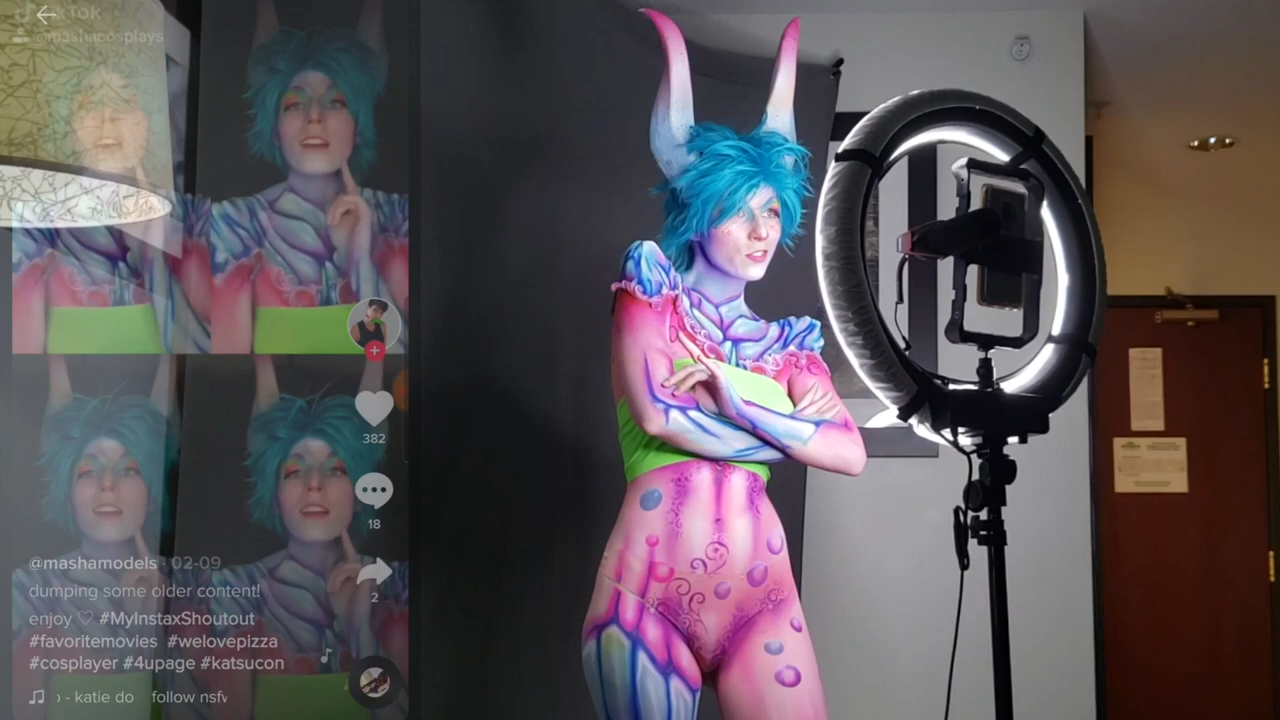 TikTok
@mashacosplays
382
18
2
@mashamodels · 02-09
dumping some older content!
enjoy ♡ #MyInstaxShoutout
#favoritemovies #welovepizza
#cosplayer #4upage #katsucon
- katie do follow nsfw